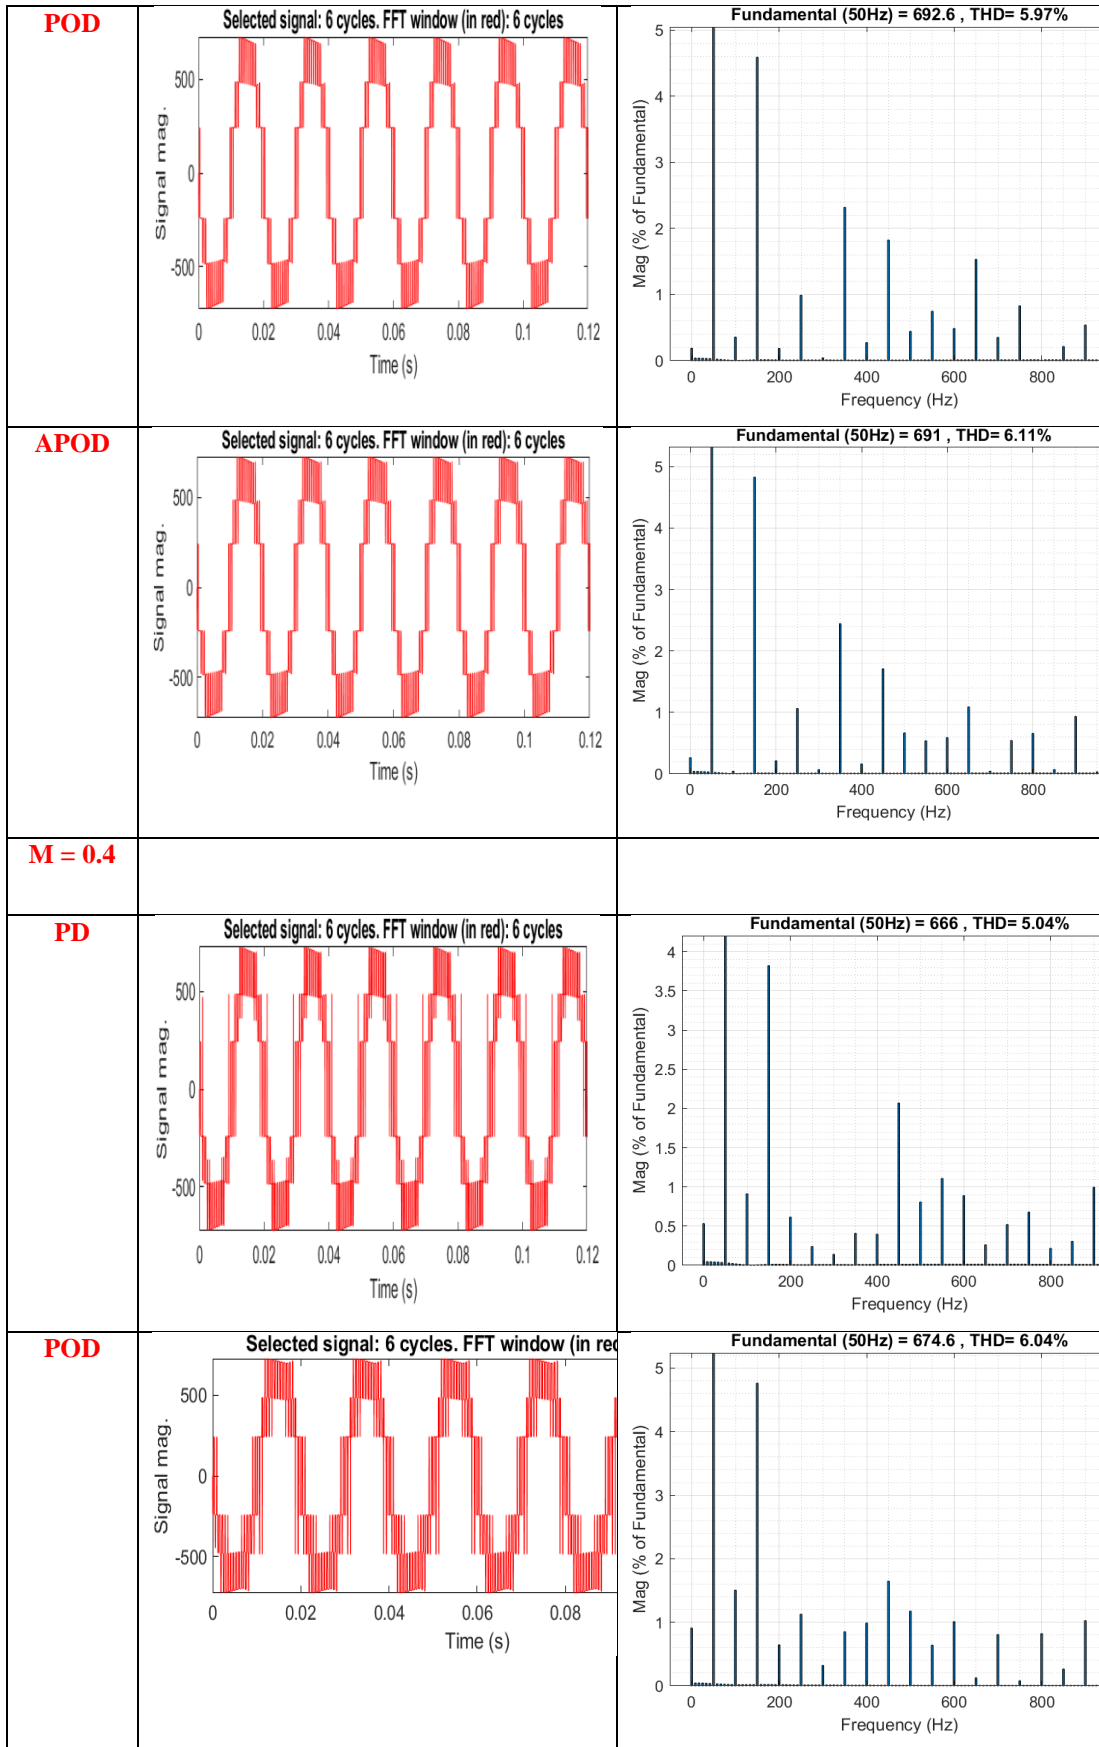 POD
Selected signal: 6 cycles. FFT window (in red): 6 cycles
Signal mag.
500
0
-500
0 0.02 0.04 0.06 0.08 0.1 0.12
Time (s)
Fundamental (50Hz) = 692.6 , THD= 5.97%
Mag (% of Fundamental)
5
4
3
2
1
0
0 200 400 600 800
Frequency (Hz)
APOD
Selected signal: 6 cycles. FFT window (in red): 6 cycles
Signal mag.
500
0
-500
0 0.02 0.04 0.06 0.08 0.1 0.12
Time (s)
Fundamental (50Hz) = 691 , THD= 6.11%
Mag (% of Fundamental)
5
4
3
2
1
0
0 200 400 600 800
Frequency (Hz)
M = 0.4
PD
Selected signal: 6 cycles. FFT window (in red): 6 cycles
Signal mag.
500
0
-500
0 0.02 0.04 0.06 0.08 0.1 0.12
Time (s)
Fundamental (50Hz) = 666 , THD= 5.04%
Mag (% of Fundamental)
4
3.5
3
2.5
2
1.5
1
0.5
0
0 200 400 600 800
Frequency (Hz)
POD
Selected signal: 6 cycles. FFT window (in red
Signal mag.
500
0
-500
0 0.02 0.04 0.06 0.08
Time (s)
Fundamental (50Hz) = 674.6 , THD= 6.04%
Mag (% of Fundamental)
5
4
3
2
1
0
0 200 400 600 800
Frequency (Hz)